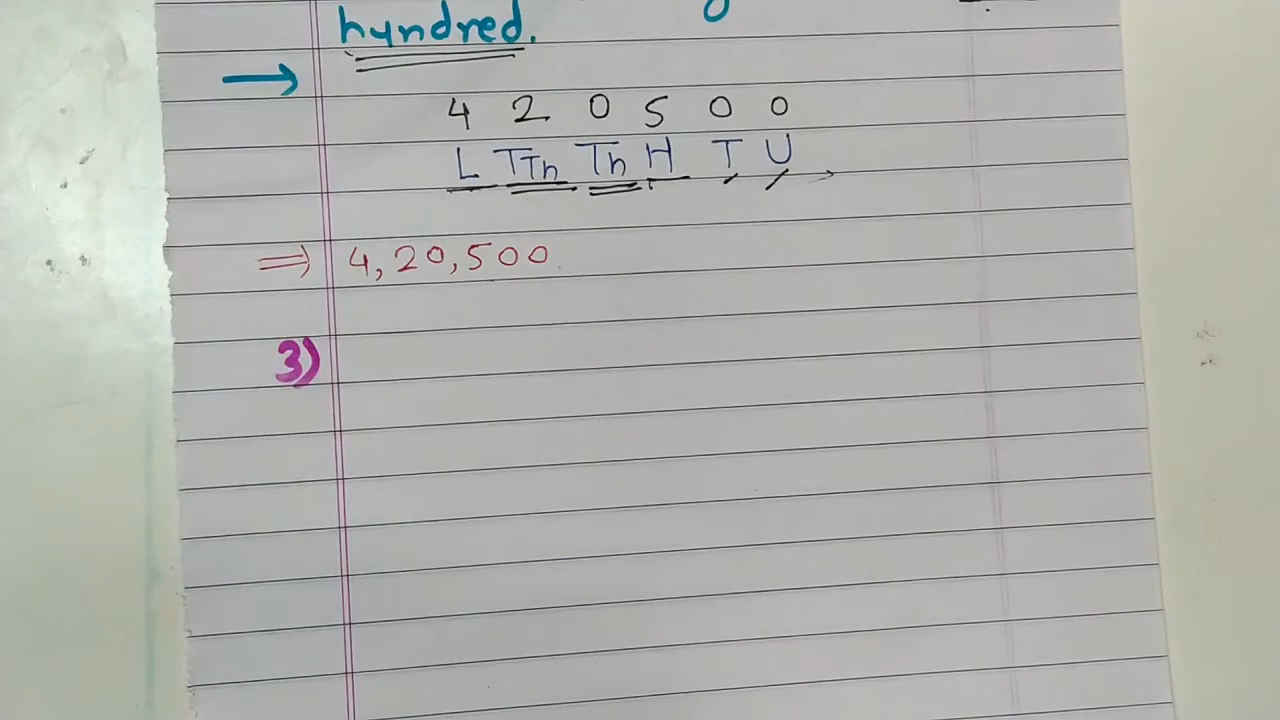 hundred.
→
4 2 0 5 0 0
L TTh Th H T U
⇒ 4,20,500
3)